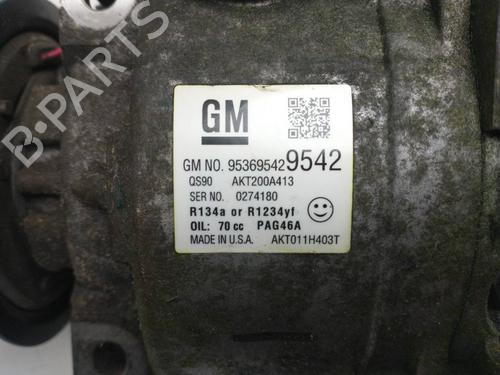 B-PARTS
GM
GM NO. 95369542 9542
QS90 AKT200A413
SER NO. 0274180
R134a or R1234yf
OIL: 70 cc PAG46A
MADE IN U.S.A. AKT011H403T